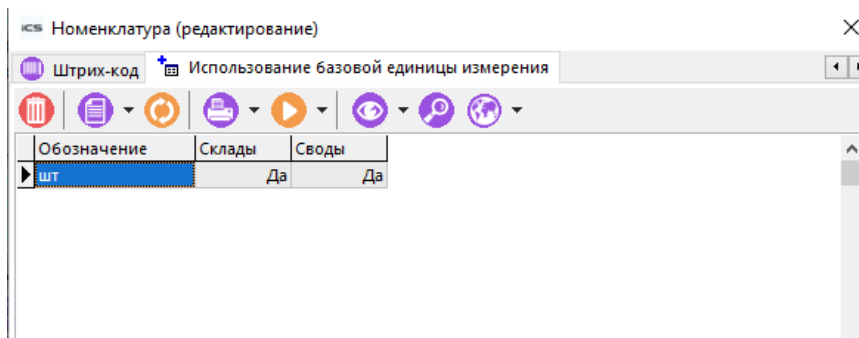 iCS Номенклатура (редактирование)
Штрих-код Использование базовой единицы измерения
Обозначение Склады Своды
шт Да Да